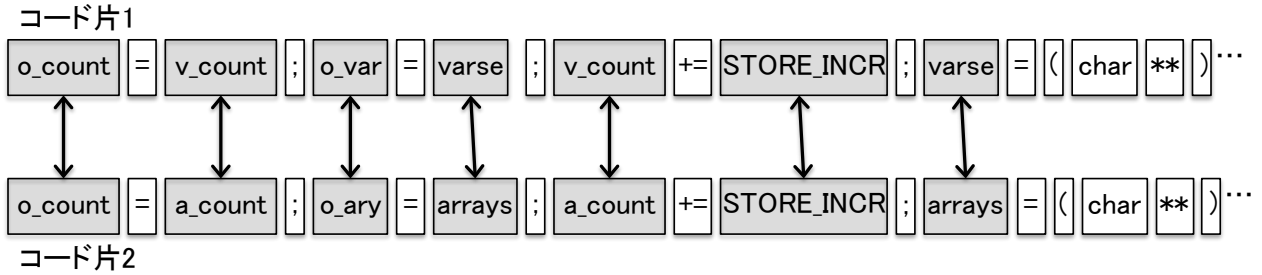 コード片1
o_count = v_count ; o_var = varse ; v_count += STORE_INCR ; varse = ( char ** ) …
o_count = a_count ; o_ary = arrays ; a_count += STORE_INCR ; arrays = ( char ** ) …
コード片2